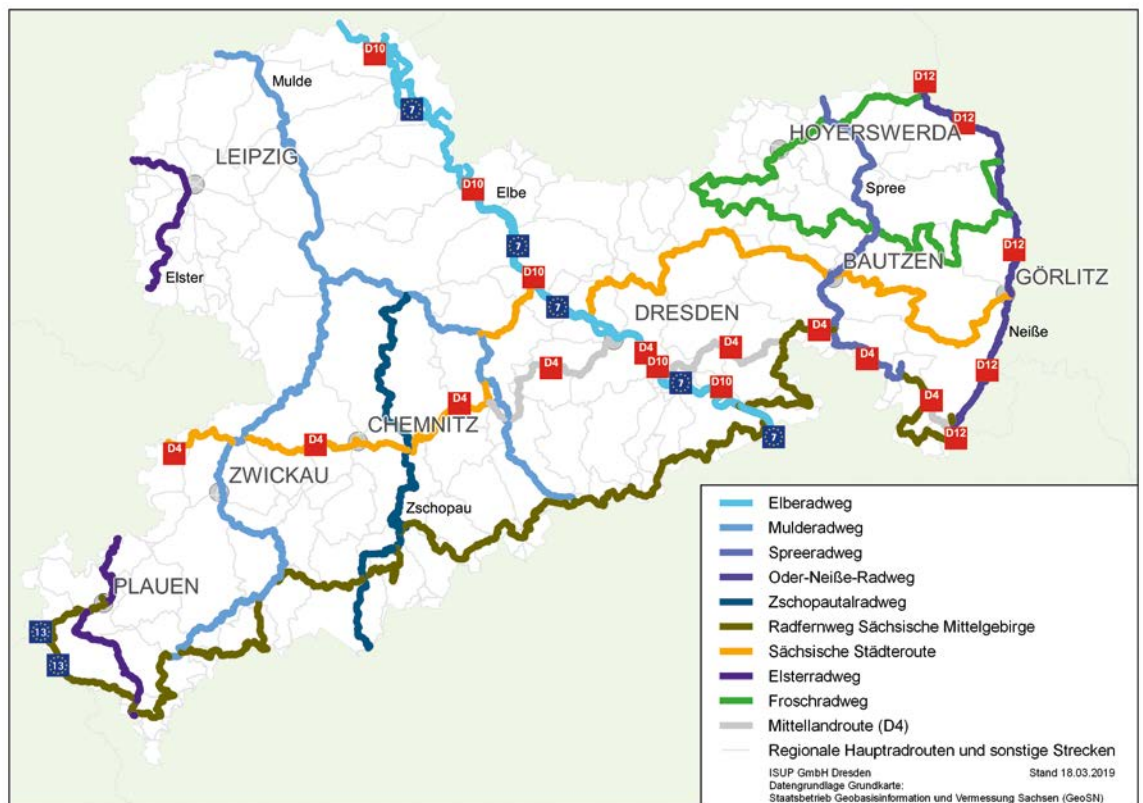 D10
D12
Mulde
7
D12
HOYERSWERDA
LEIPZIG
D10
Elbe
Spree
7
D12
BAUTZEN
Elster
D10
GÖRLITZ
7
DRESDEN
D4
Neiße
D4
D4
D10
D4
D4
D12
7
D10
D4
D4
CHEMNITZ
D4
D4
D12
7
ZWICKAU
Zschopau
PLAUEN
13
13
Elberadweg
Mulderadweg
Spreeradweg
Oder-Neiße-Radweg
Zschopautalradweg
Radfernweg Sächsische Mittelgebirge
Sächsische Städteroute
Elsterradweg
Froschradweg
Mittellandroute (D4)
Regionale Hauptradrouten und sonstige Strecken
ISUP GmbH Dresden Stand 18.03.2019
Datengrundlage Grundkarte:
Staatsbetrieb Geobasisinformation und Vermessung Sachsen (GeoSN)